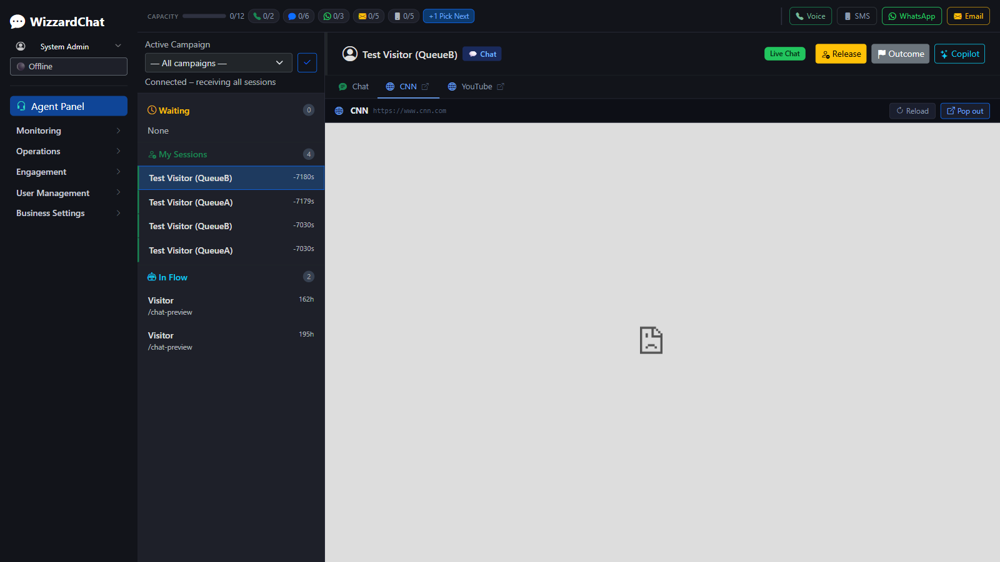 WizzardChat
System Admin
Offline
Agent Panel
Monitoring
Operations
Engagement
User Management
Business Settings
CAPACITY 0/12 0/2 0/6 0/3 0/5 0/5 +1 Pick Next
Voice SMS WhatsApp Email
Active Campaign
— All campaigns —
Connected – receiving all sessions
Waiting 0
None
My Sessions 4
Test Visitor (QueueB) -7180s
Test Visitor (QueueA) -7179s
Test Visitor (QueueB) -7030s
Test Visitor (QueueA) -7030s
In Flow 2
Visitor 162h
/chat-preview
Visitor 195h
/chat-preview
Test Visitor (QueueB) Chat
Live Chat Release Outcome Copilot
Chat CNN YouTube
CNN https://www.cnn.com Reload Pop out